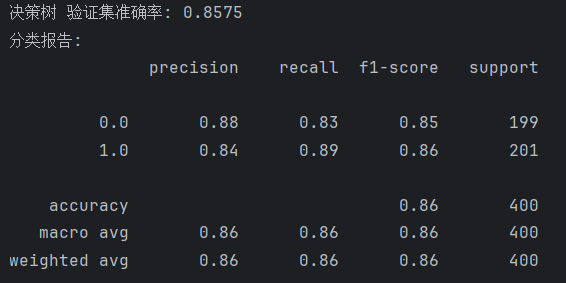 决策树 验证集准确率: 0.8575
分类报告:
precision recall f1-score support
0.0 0.88 0.83 0.85 199
1.0 0.84 0.89 0.86 201
accuracy 0.86 400
macro avg 0.86 0.86 0.86 400
weighted avg 0.86 0.86 0.86 400